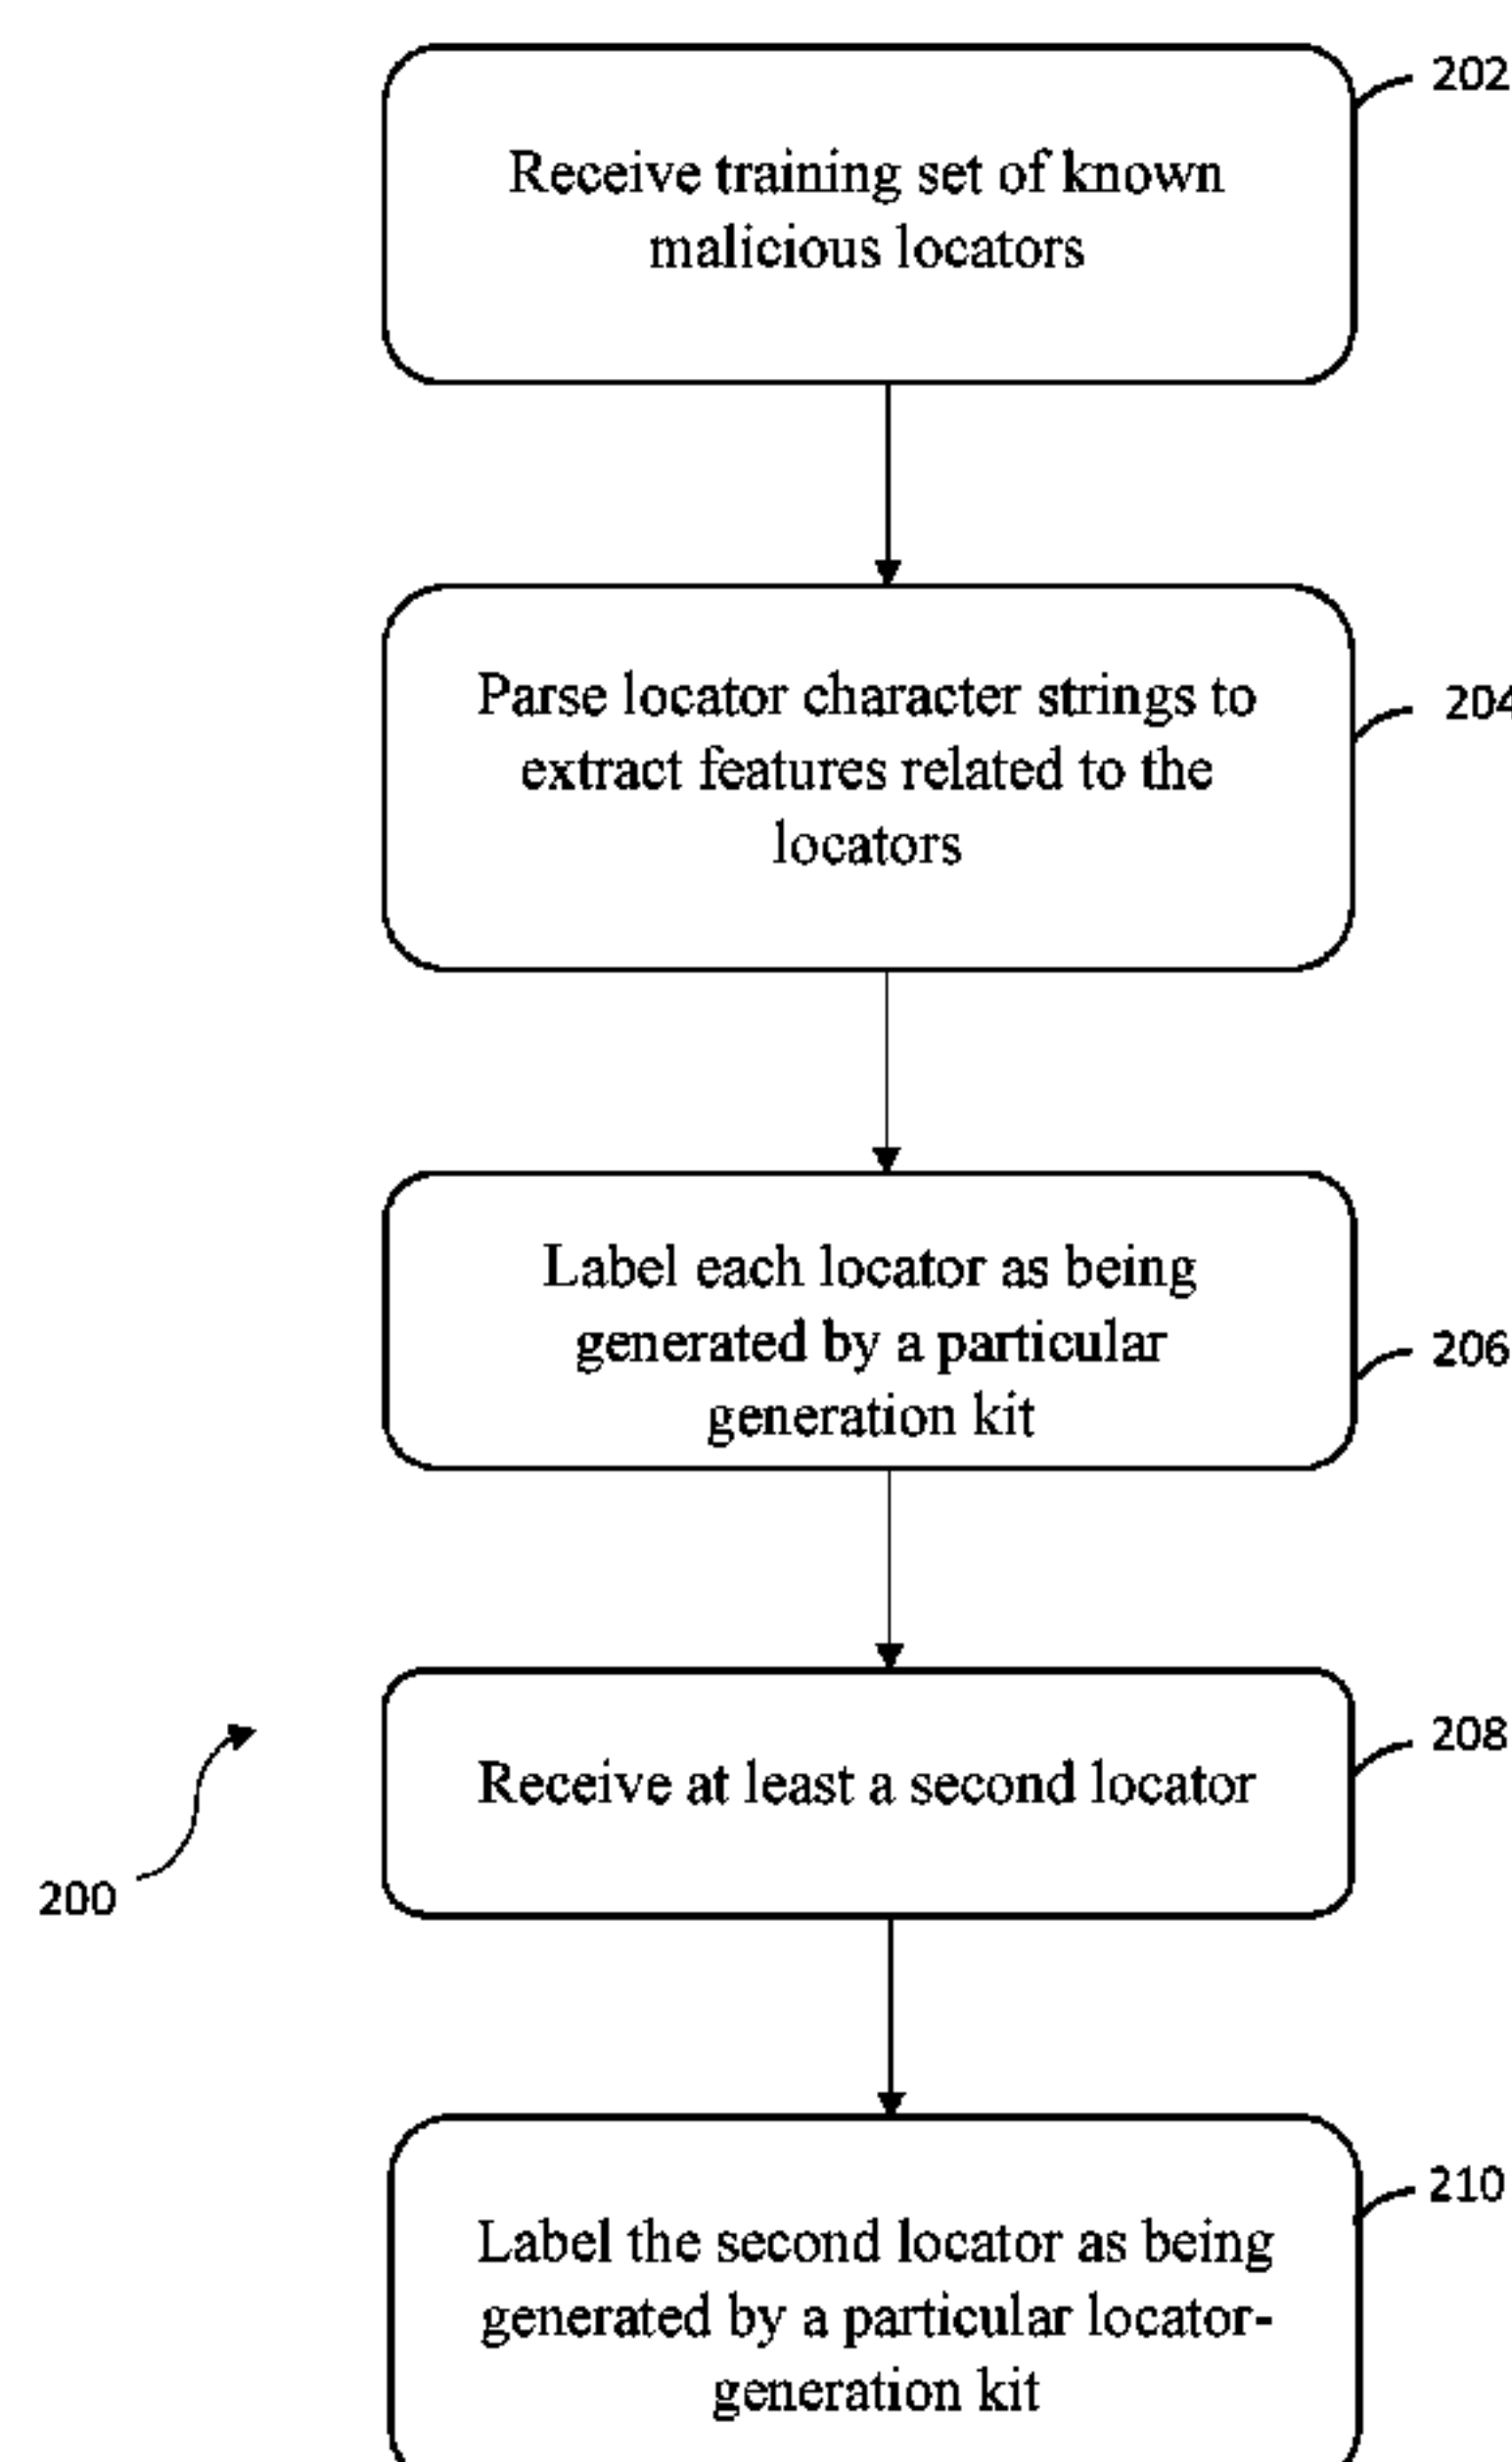 202
Receive training set of known
malicious locators
204
Parse locator character strings to
extract features related to the
locators
Label each locator as being
generated by a particular
generation kit
206
208
Receive at least a second locator
200
210
Label the second locator as being
generated by a particular locator-
generation kit